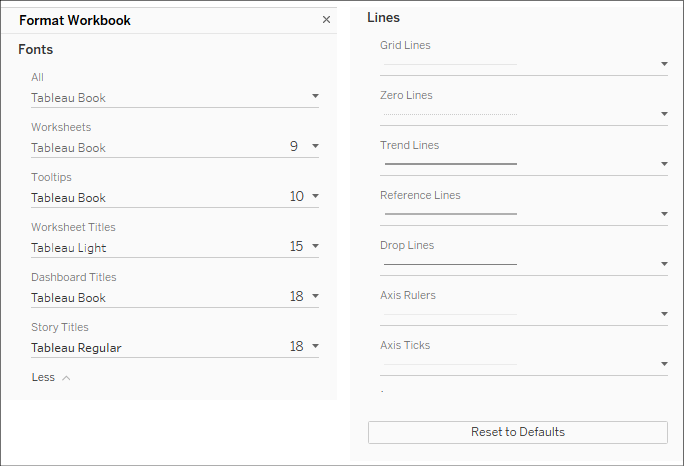 Format Workbook ×
Fonts
All
Tableau Book
Worksheets
Tableau Book 9
Tooltips
Tableau Book 10
Worksheet Titles
Tableau Light 15
Dashboard Titles
Tableau Book 18
Story Titles
Tableau Regular 18
Less
Lines
Grid Lines
Zero Lines
Trend Lines
Reference Lines
Drop Lines
Axis Rulers
Axis Ticks
Reset to Defaults